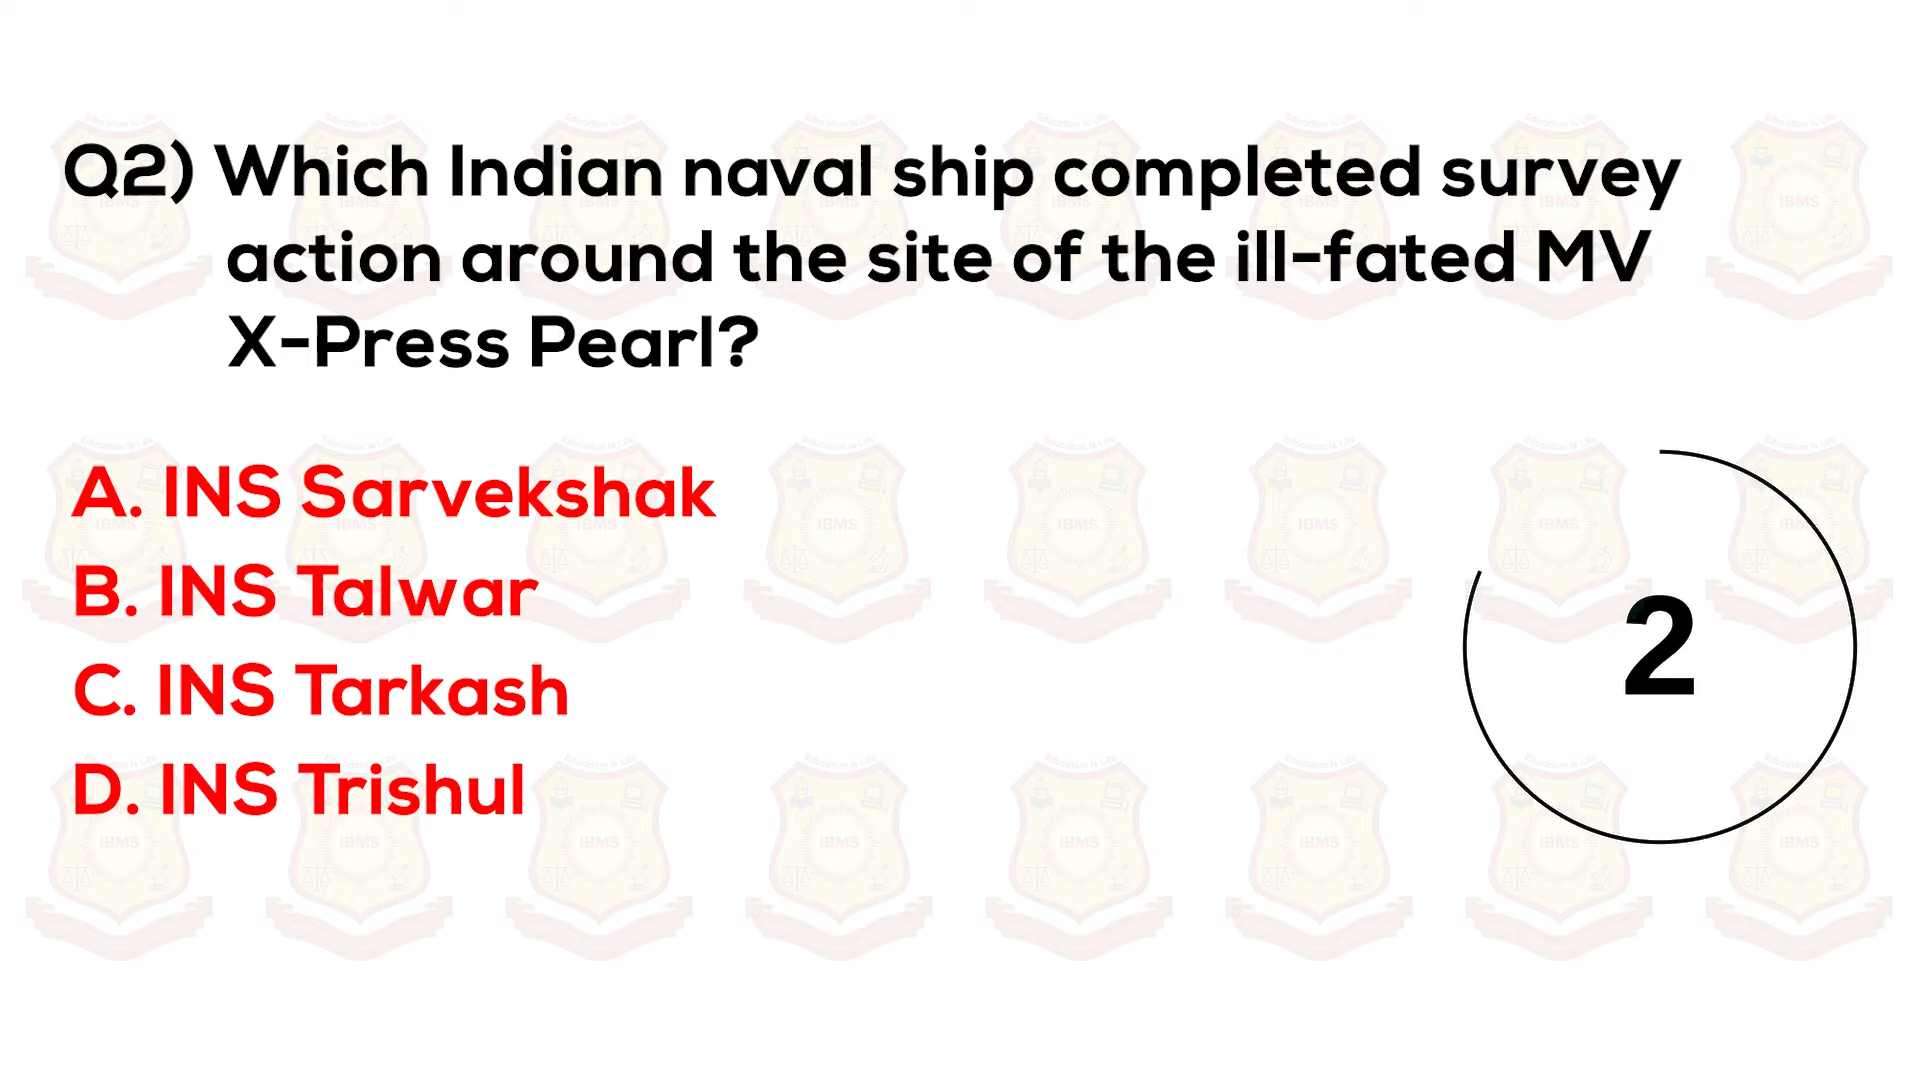 Q2) Which Indian naval ship completed survey
action around the site of the ill-fated MV
X-Press Pearl?
A. INS Sarvekshak
B. INS Talwar
C. INS Tarkash
D. INS Trishul
2